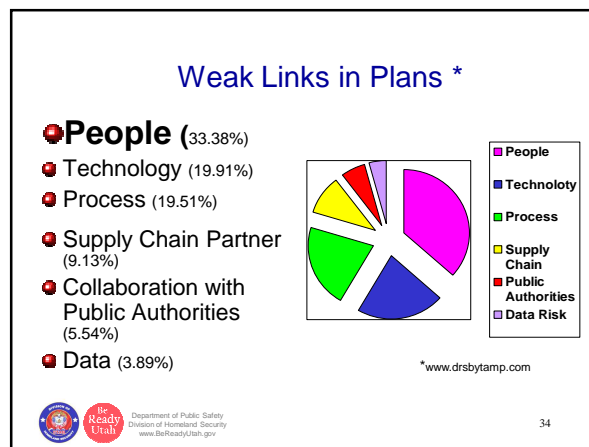 Weak Links in Plans *
People (33.38%)
Technology (19.91%)
Process (19.51%)
Supply Chain Partner
(9.13%)
Collaboration with
Public Authorities
(5.54%)
Data (3.89%)
People
Technoloty
Process
Supply
Chain
Public
Authorities
Data Risk
*www.drsbytamp.com
Be
Ready
Utah
Department of Public Safety
Division of Homeland Security
www.BeReadyUtah.gov
34